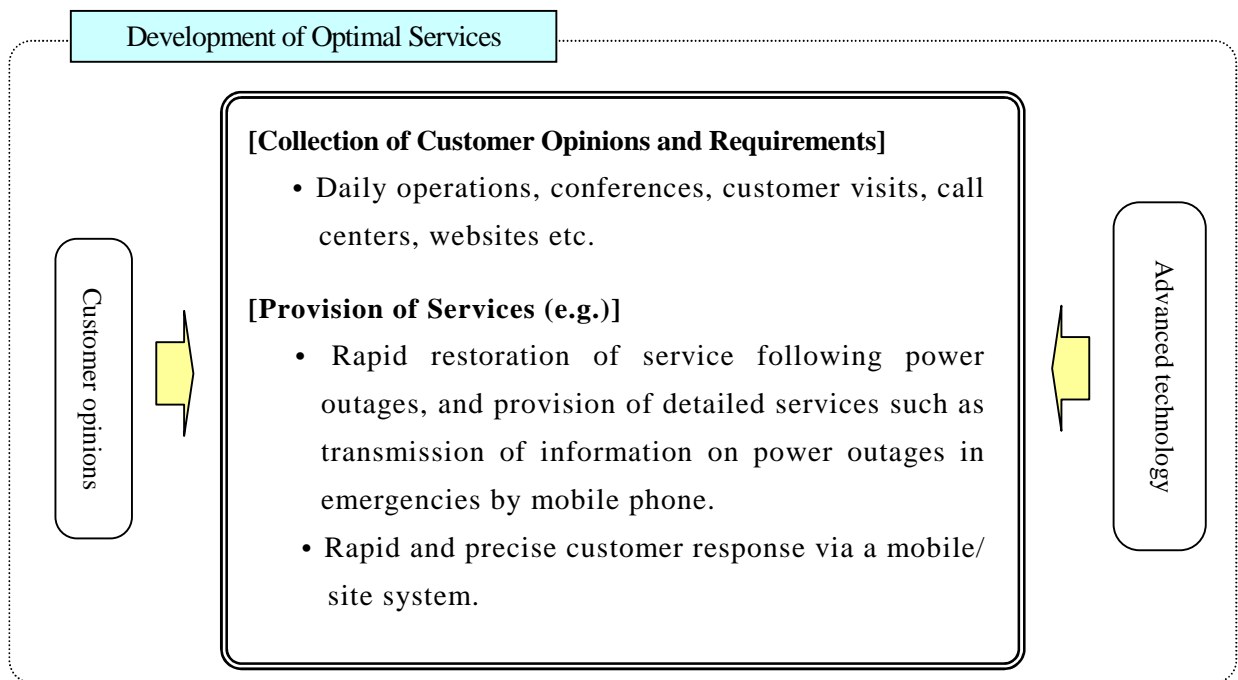 Development of Optimal Services
[Collection of Customer Opinions and Requirements]
• Daily operations, conferences, customer visits, call
centers, websites etc.
[Provision of Services (e.g.)]
• Rapid restoration of service following power
outages, and provision of detailed services such as
transmission of information on power outages in
emergencies by mobile phone.
• Rapid and precise customer response via a mobile/
site system.
Customer opinions
Advanced technology